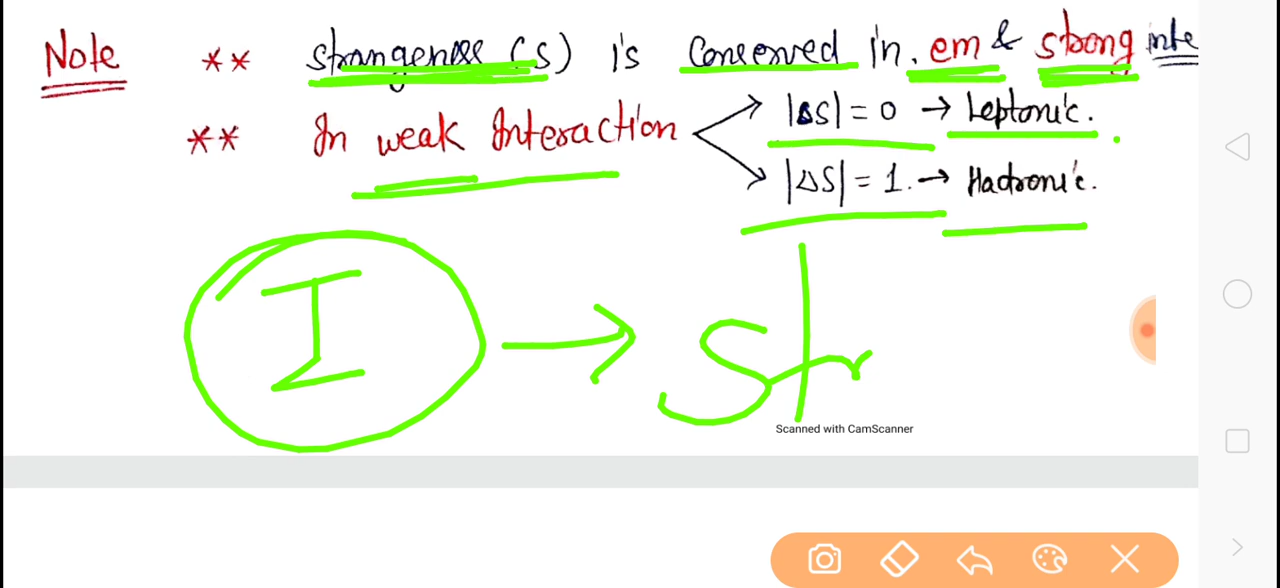 Note ** strangeness (s) is Conserved in. em & strong inte
** In weak Interaction |ΔS| = 0 → Leptonic.
|ΔS| = 1. → Hadronic.
I → Str
Scanned with CamScanner